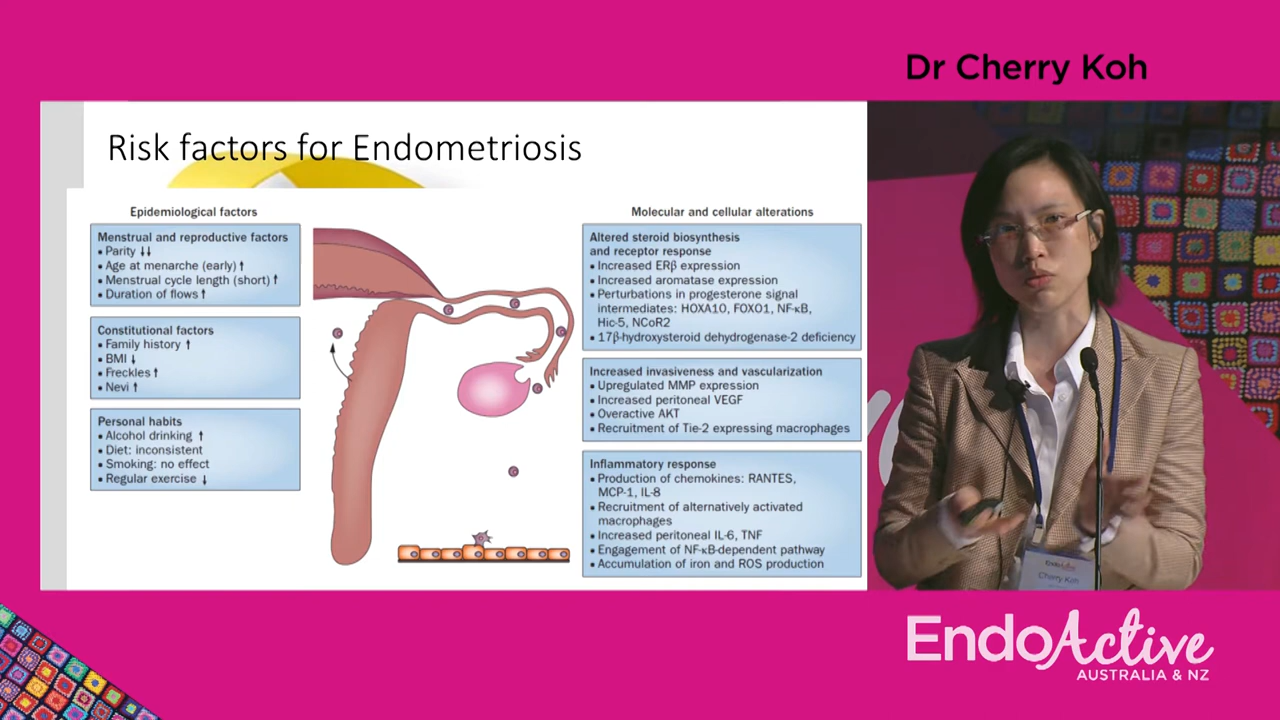 Dr Cherry Koh
Risk factors for Endometriosis
Epidemiological factors
Menstrual and reproductive factors
• Parity ↓↓
• Age at menarche (early) ↑
• Menstrual cycle length (short) ↑
• Duration of flows ↑
Constitutional factors
• Family history ↑
• BMI ↓
• Freckles ↑
• Nevi ↑
Personal habits
• Alcohol drinking ↑
• Diet: inconsistent
• Smoking: no effect
• Regular exercise ↓
Molecular and cellular alterations
Altered steroid biosynthesis
and receptor response
• Increased ERβ expression
• Increased aromatase expression
• Perturbations in progesterone signal
intermediates: HOXA10, FOXO1, NF-κB,
Hic-5, NCoR2
• 17β-hydroxysteroid dehydrogenase-2 deficiency
Increased invasiveness and vascularization
• Upregulated MMP expression
• Increased peritoneal VEGF
• Overactive AKT
• Recruitment of Tie-2 expressing macrophages
Inflammatory response
• Production of chemokines: RANTES,
MCP-1, IL-8
• Recruitment of alternatively activated
macrophages
• Increased peritoneal IL-6, TNF
• Engagement of NF-κB-dependent pathway
• Accumulation of iron and ROS production
EndoActive
Cherry Koh
EndoActive
AUSTRALIA & NZ